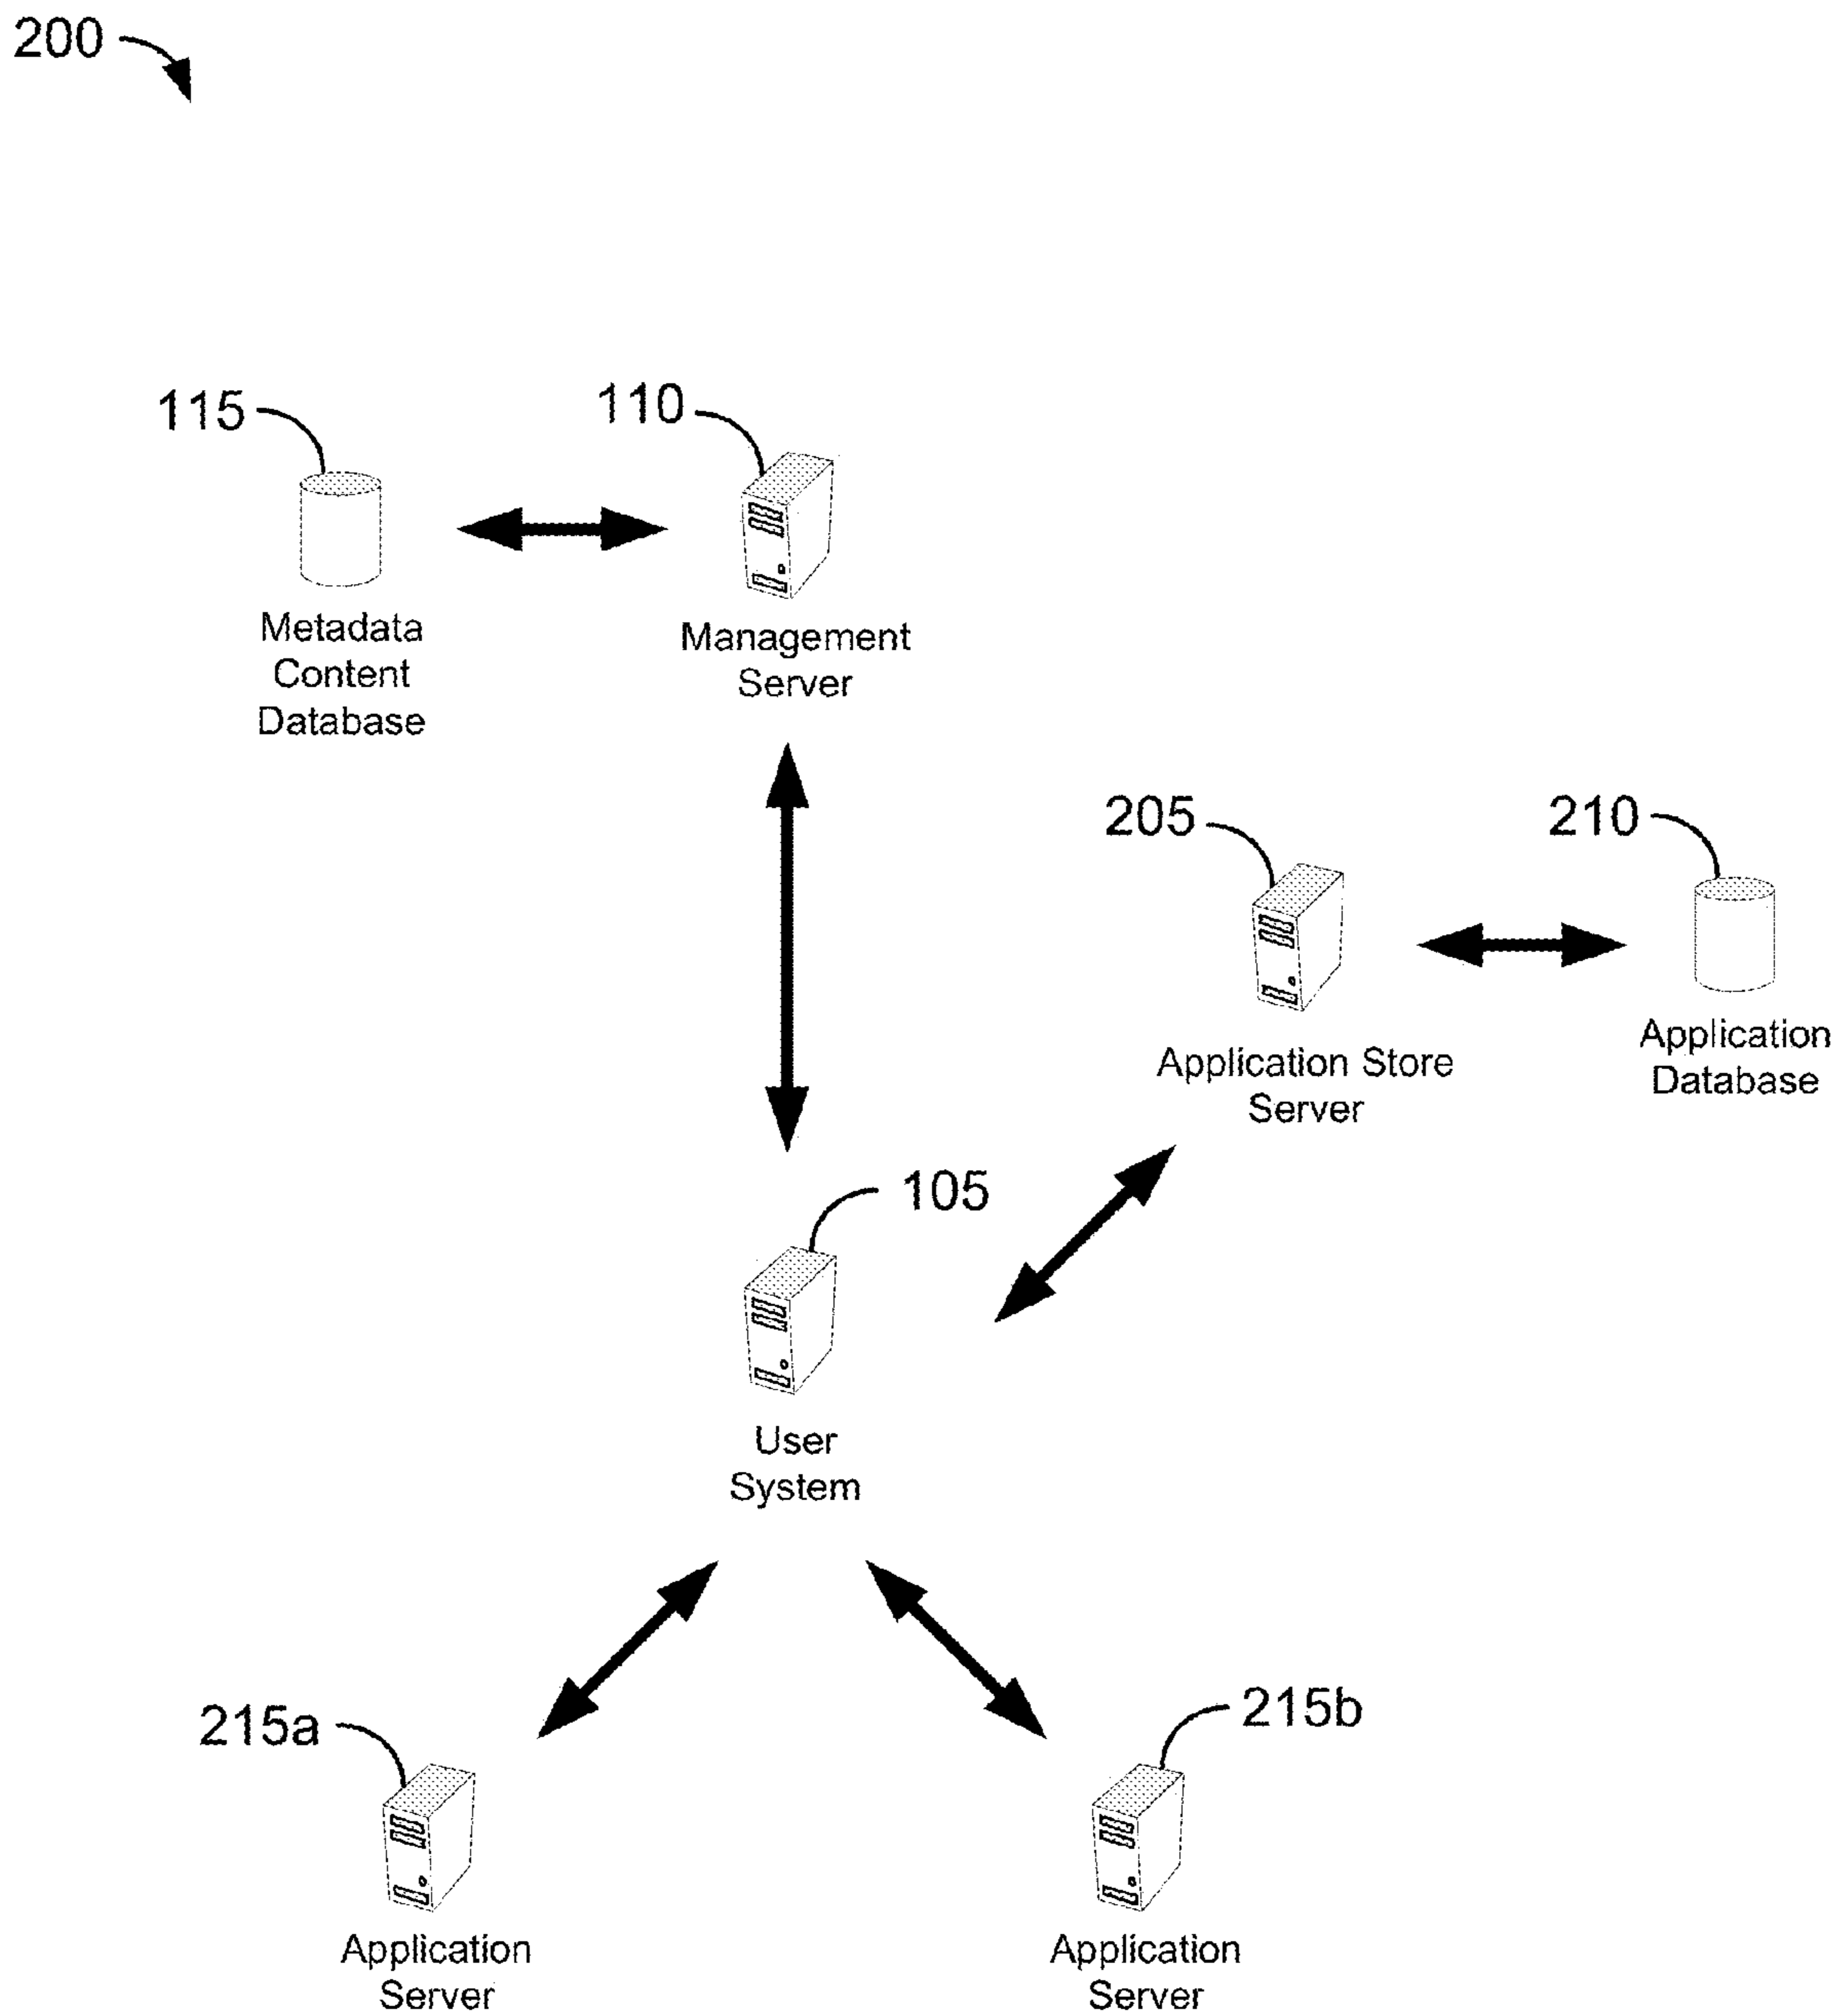 200
115
110
Metadata
Content
Database
Management
Server
205
210
Application Store
Server
Application
Database
105
User
System
215a
215b
Application
Server
Application
Server